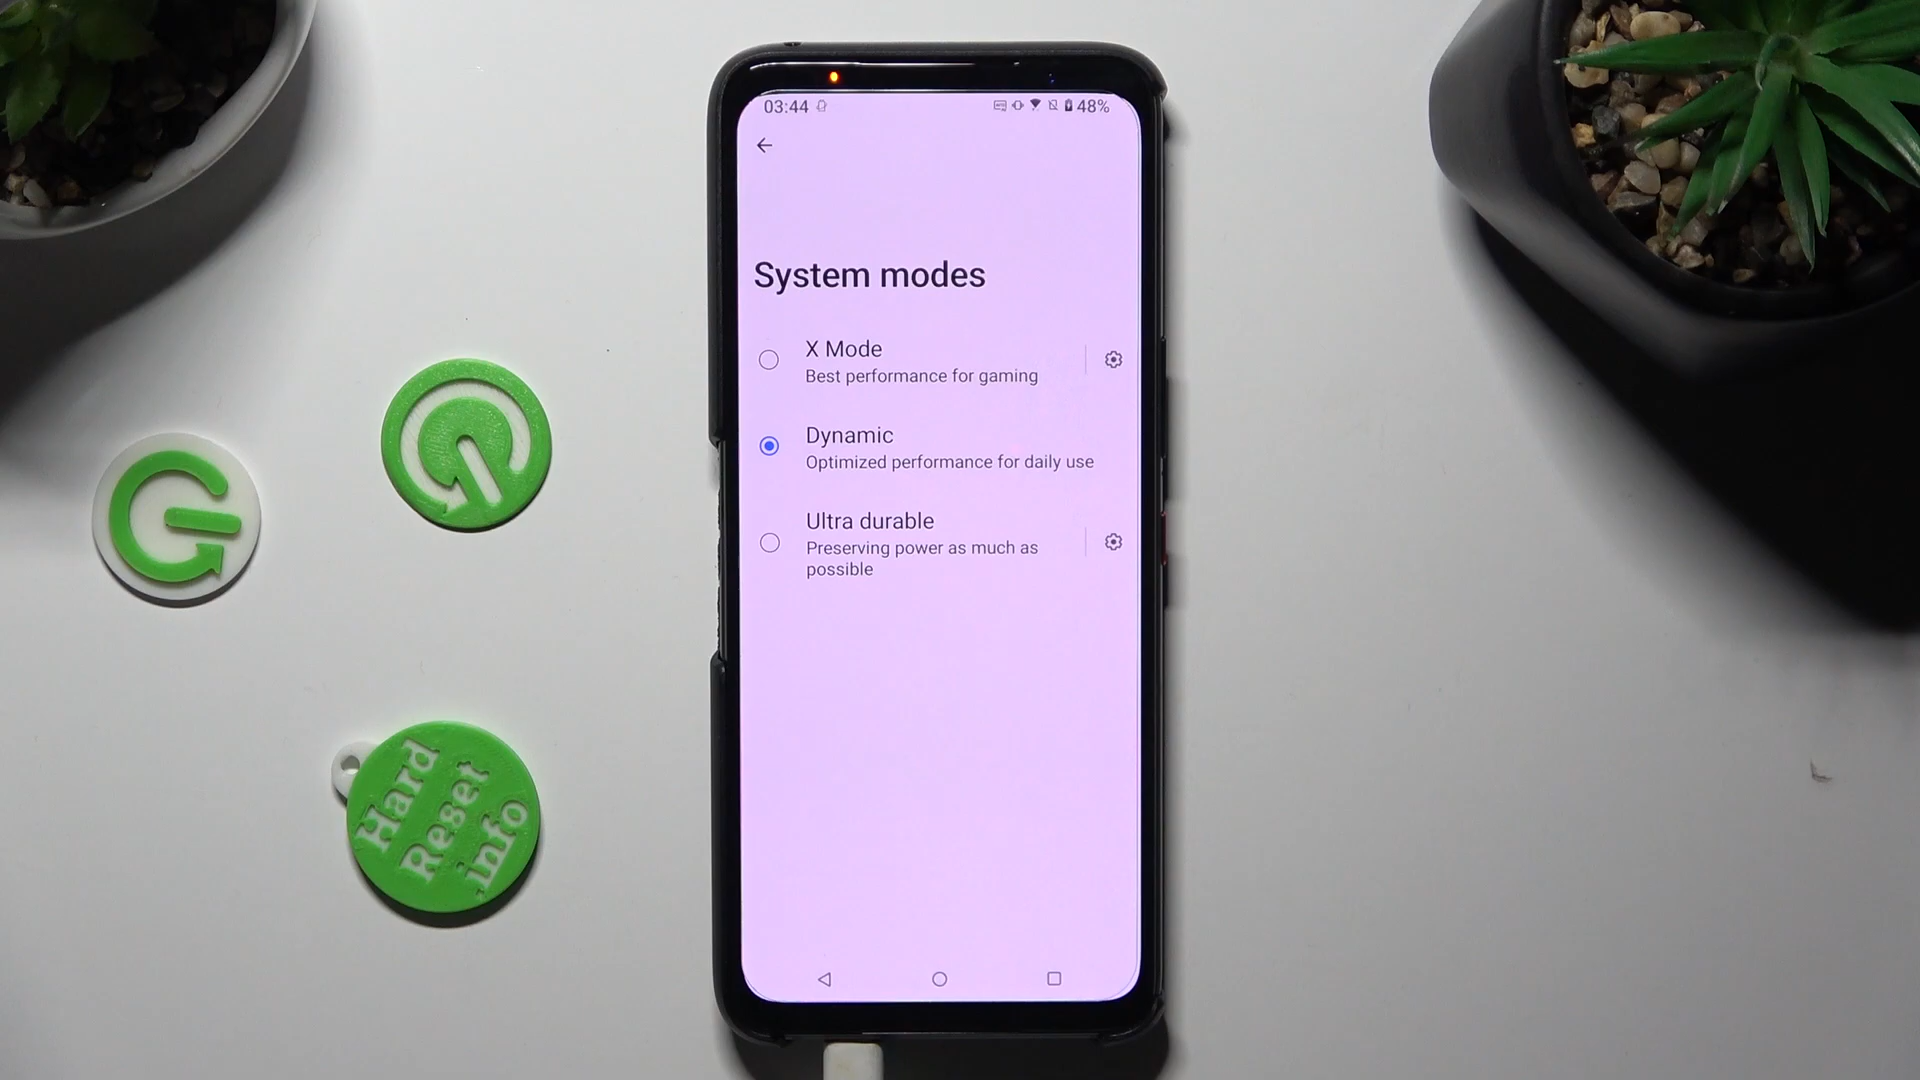 03:44
48%
System modes
X Mode
Best performance for gaming
Dynamic
Optimized performance for daily use
Ultra durable
Preserving power as much as
possible
Hard
Reset
.info